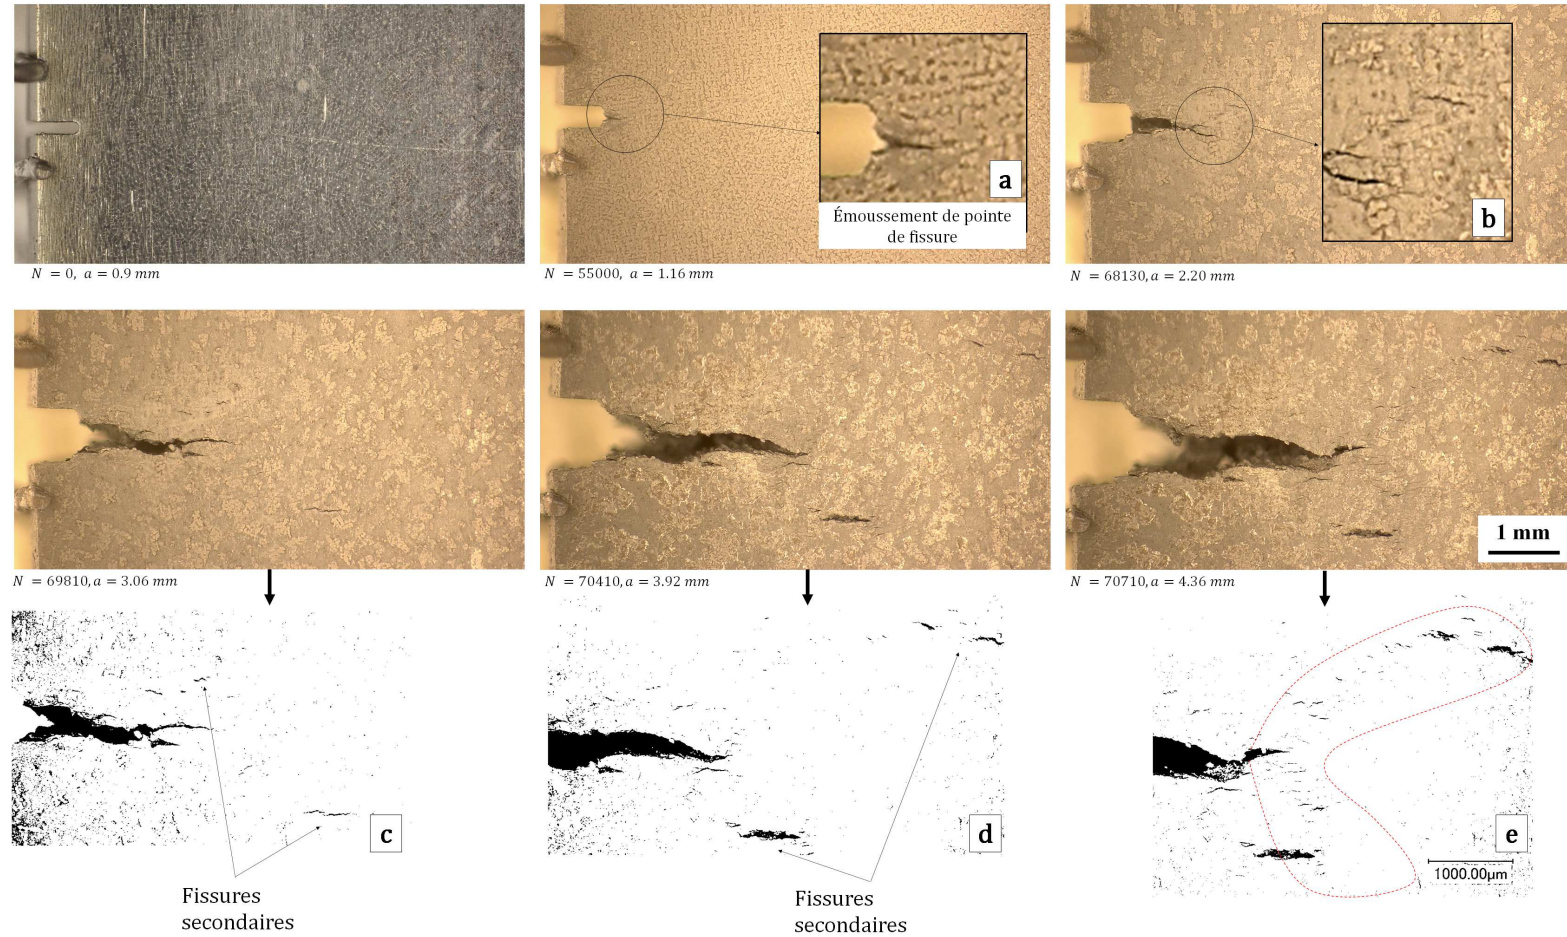 a
Émoussement de pointe
de fissure
b
N = 0, a = 0.9 mm
N = 55000, a = 1.16 mm
N = 68130, a = 2.20 mm
1 mm
N = 69810, a = 3.06 mm
N = 70410, a = 3.92 mm
N = 70710, a = 4.36 mm
c
d
e
1000.00µm
Fissures
secondaires
Fissures
secondaires